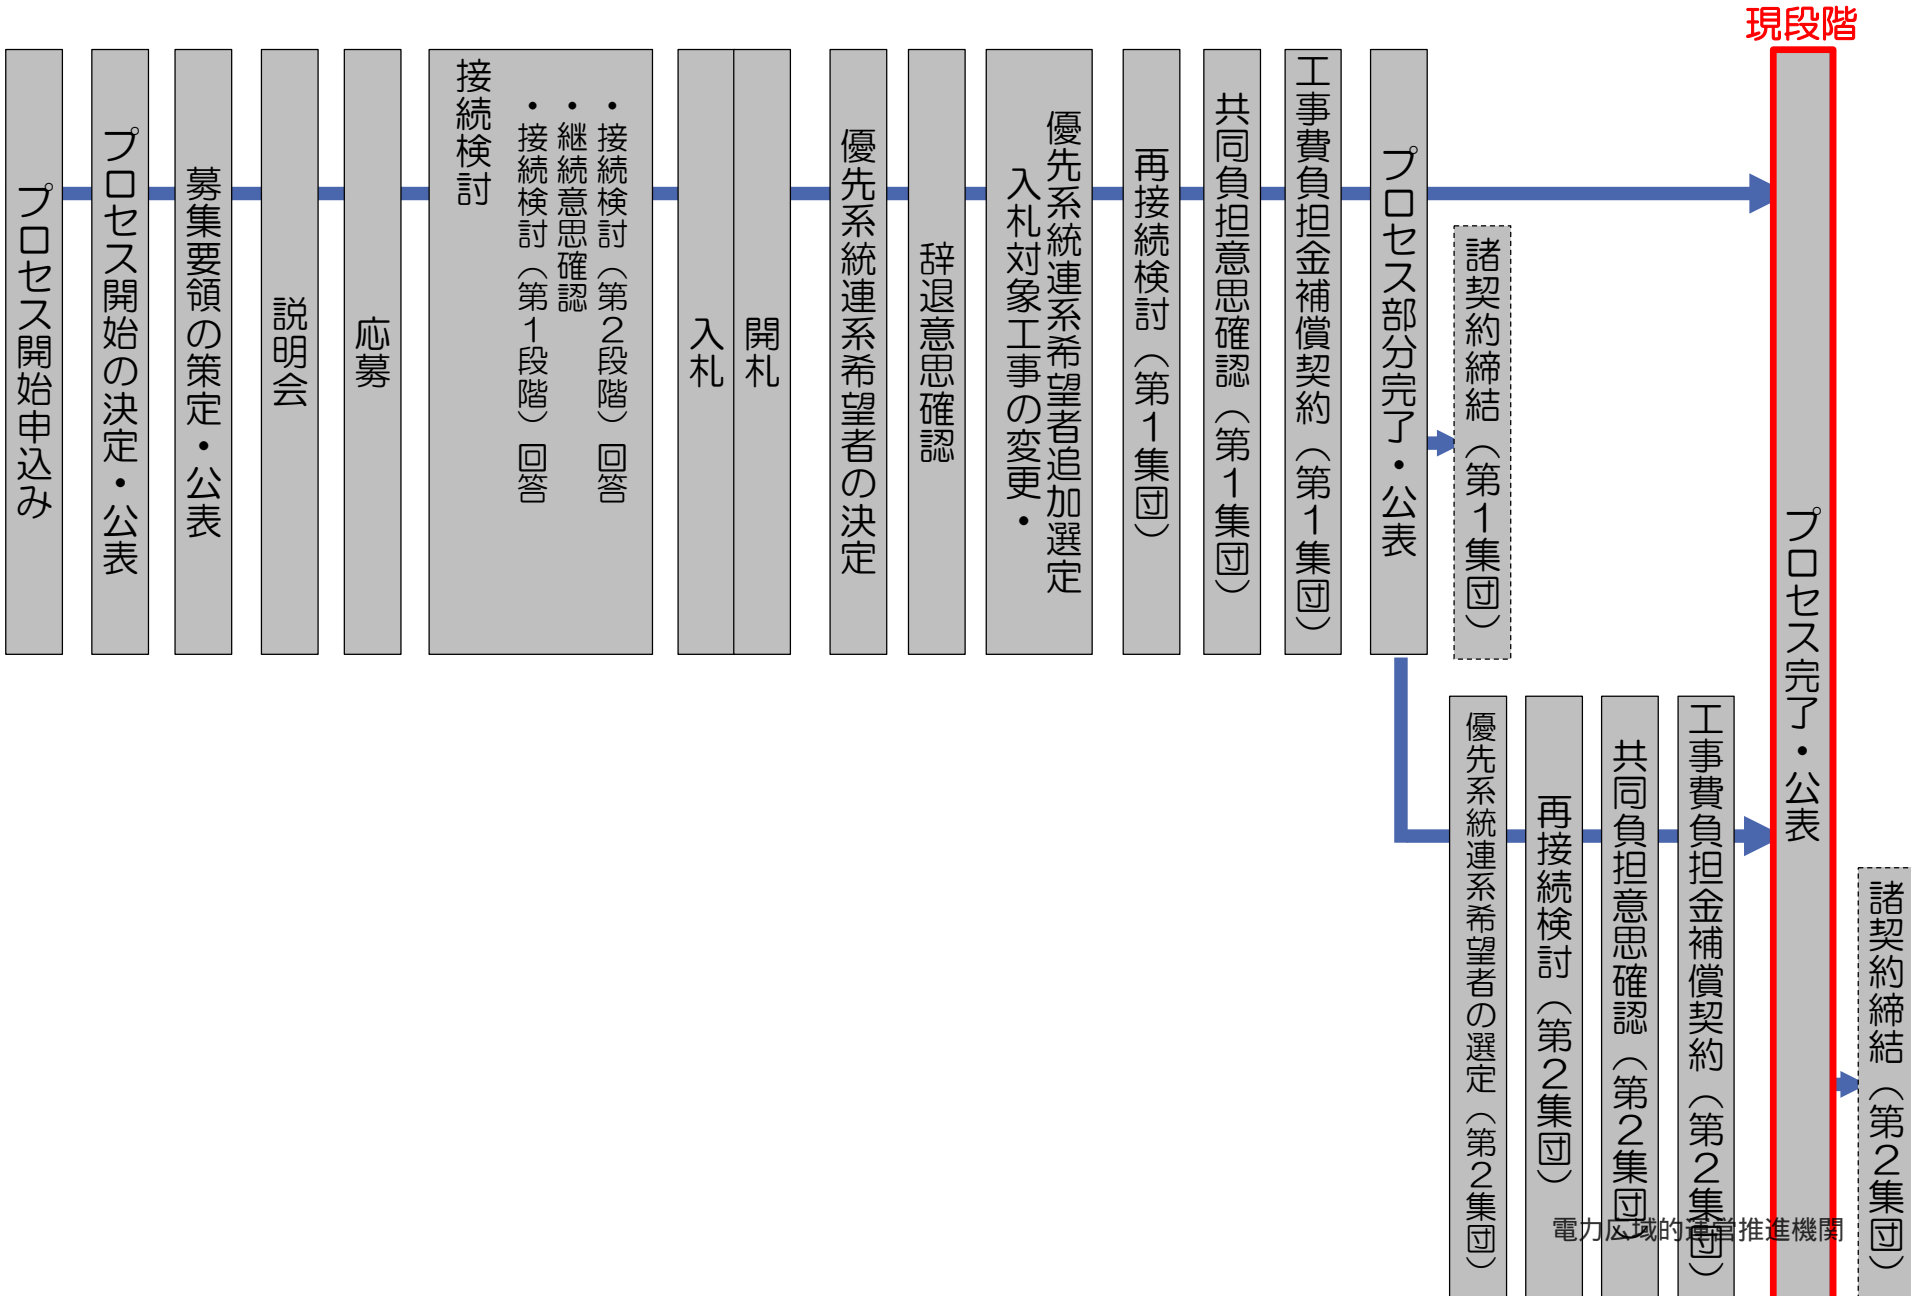 現段階
プロセス開始申込み
プロセス開始の決定・公表
募集要領の策定・公表
説明会
応募
接続検討
・接続検討（第１段階）回答
・継続意思確認
・接続検討（第２段階）回答
入札
開札
優先系統連系希望者の決定
辞退意思確認
入札対象工事の変更・
優先系統連系希望者追加選定
再接続検討（第１集団）
共同負担意思確認（第１集団）
工事費負担金補償契約（第１集団）
プロセス部分完了・公表
諸契約締結（第１集団）
優先系統連系希望者の選定（第２集団）
再接続検討（第２集団）
共同負担意思確認（第２集団）
工事費負担金補償契約（第２集団）
プロセス完了・公表
諸契約締結（第２集団）
電力広域的運営推進機関